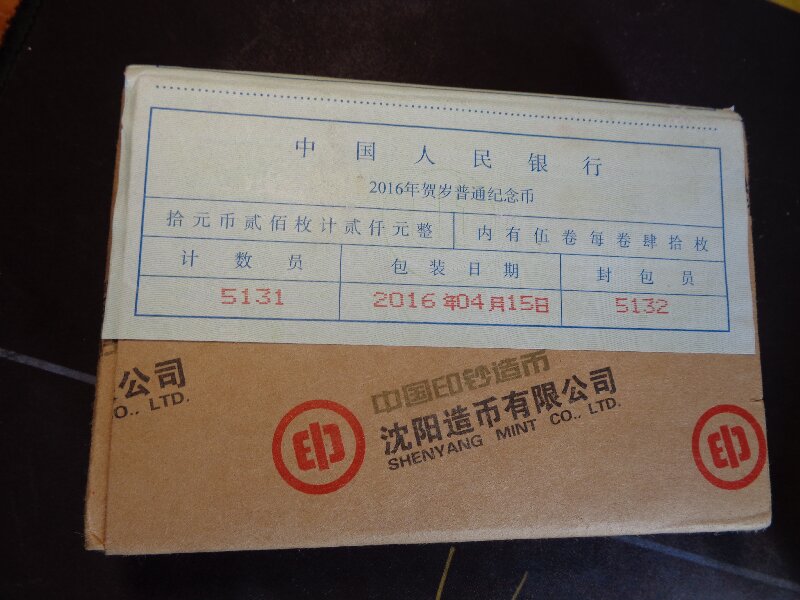 中国人民银行
2016年贺岁普通纪念币
拾元币贰佰枚计贰仟元整 内有伍卷每卷肆拾枚
计数员 包装日期 封包员
5131 2016年04月15日 5132
公司
CO., LTD.
中国印钞造币
沈阳造币有限公司
SHENYANG MINT CO., LTD.
印
印